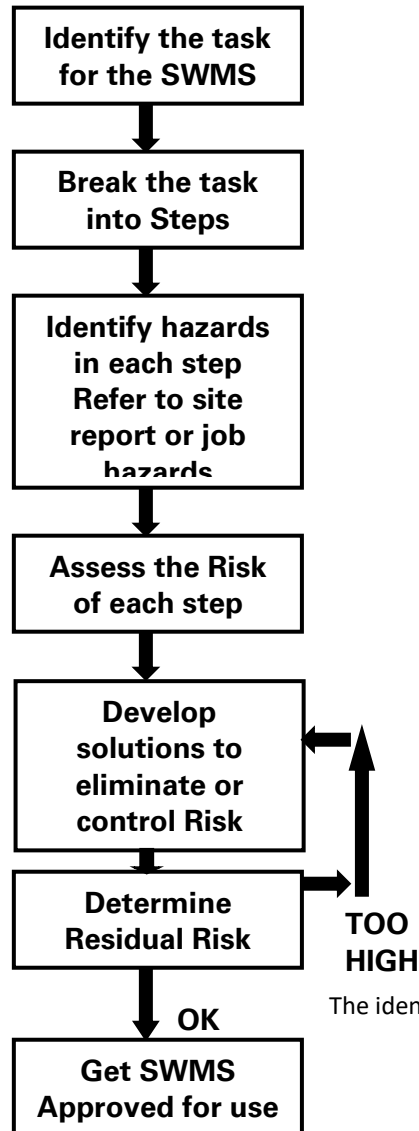 Identify the task
for the SWMS
Break the task
into Steps
Identify hazards
in each step
Refer to site
report or job
hazards
Assess the Risk
of each step
Develop
solutions to
eliminate or
control Risk
Determine
Residual Risk
TOO
HIGH
The iden
OK
Get SWMS
Approved for use